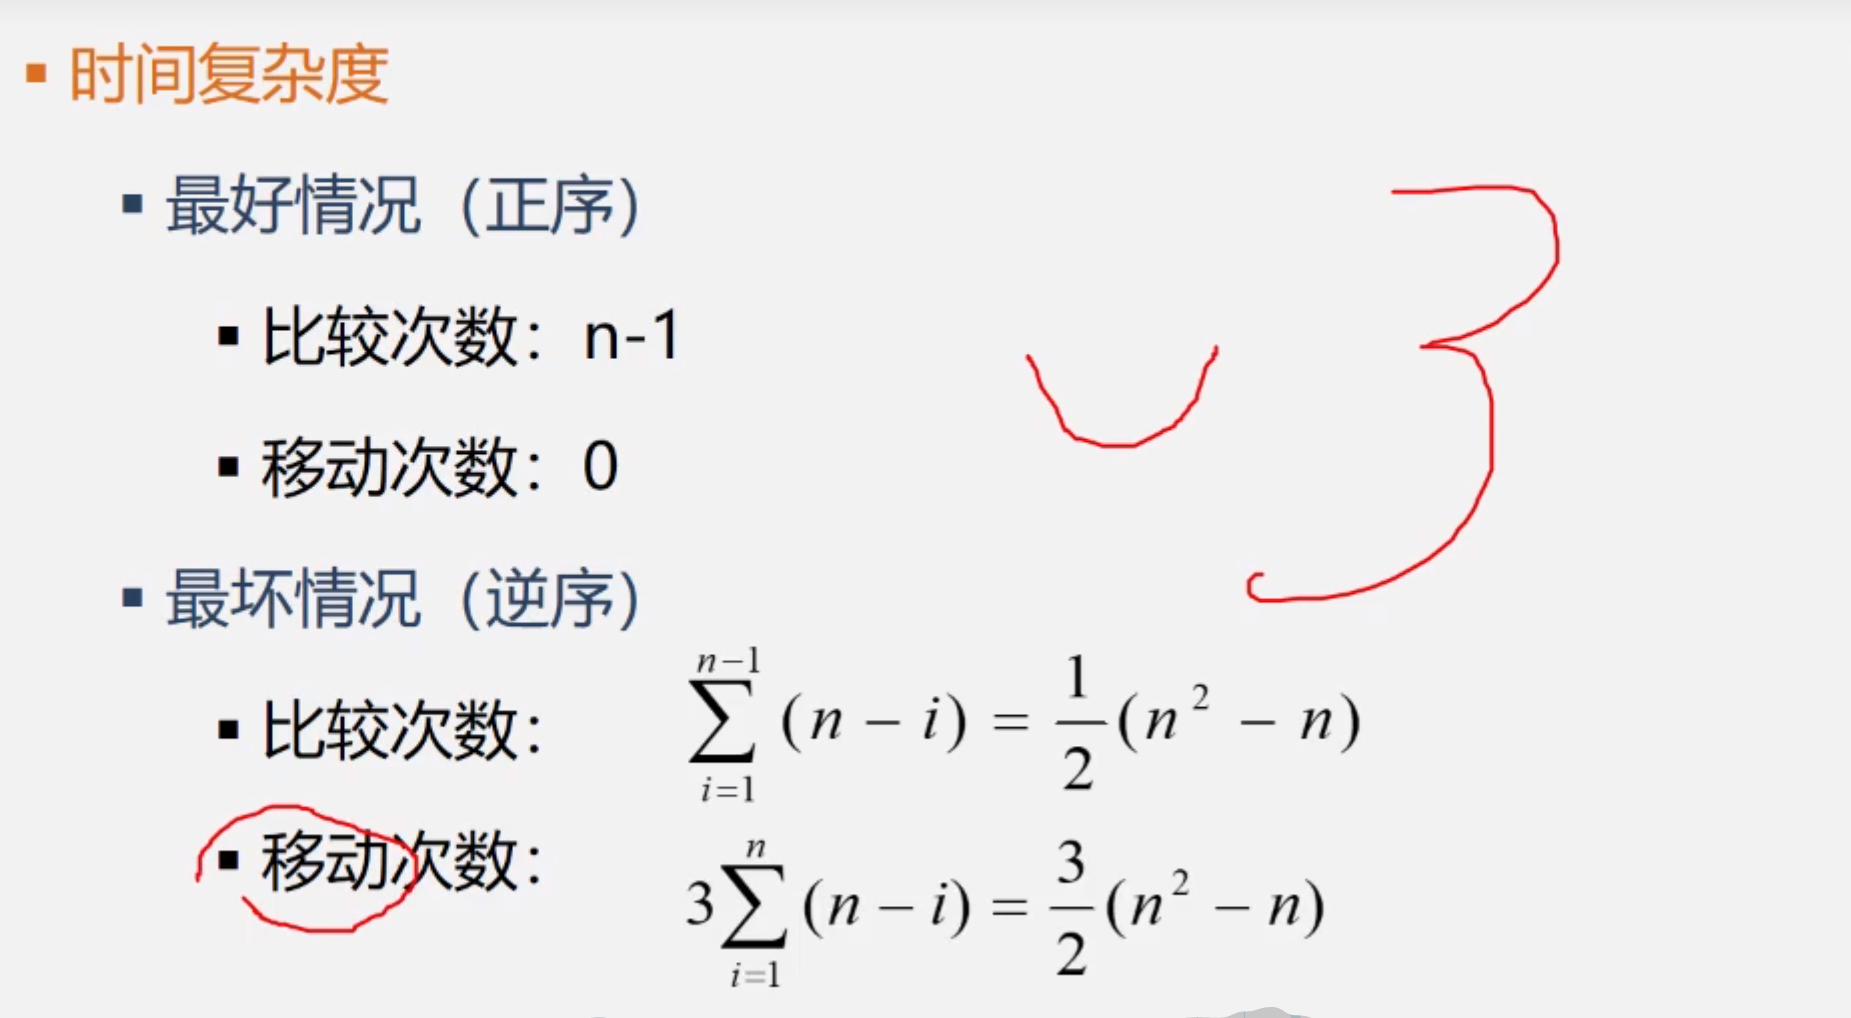 ▪ 时间复杂度
▪ 最好情况（正序）
▪ 比较次数：n-1
▪ 移动次数：0
▪ 最坏情况（逆序）
▪ 比较次数： \sum_{i=1}^{n-1} (n - i) = \frac{1}{2}(n^2 - n)
▪ 移动次数： 3\sum_{i=1}^{n} (n - i) = \frac{3}{2}(n^2 - n)
3